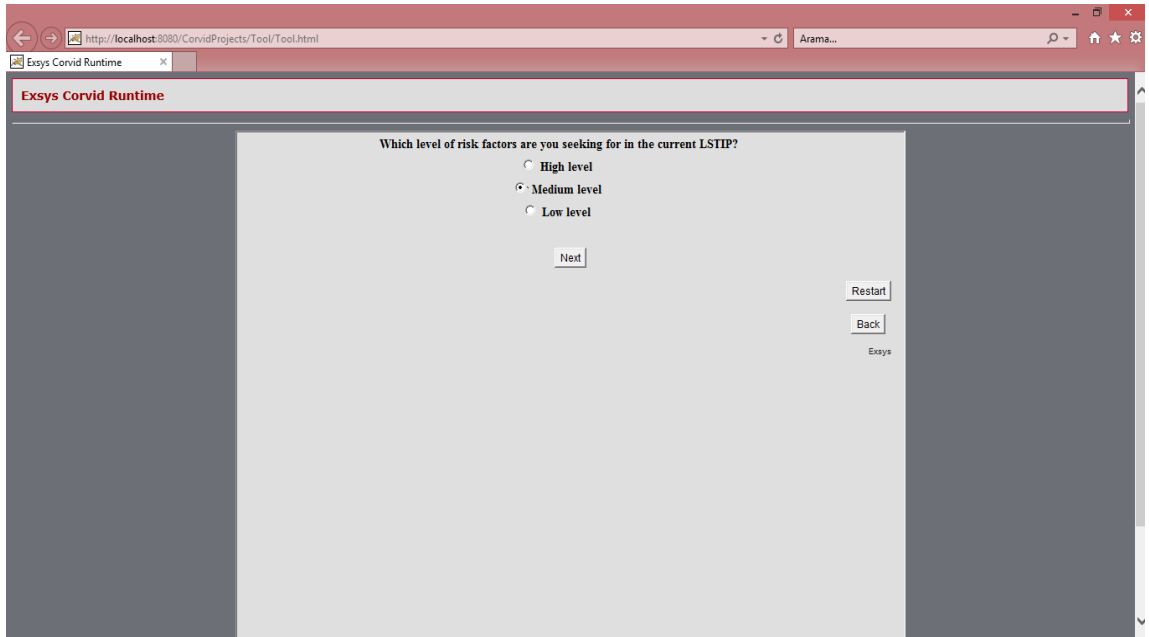 http://localhost:8080/CorvidProjects/Tool/Tool.html
Arama...
Exsys Corvid Runtime
Exsys Corvid Runtime
Which level of risk factors are you seeking for in the current LSTIP?
High level
Medium level
Low level
Next
Restart
Back
Exsys